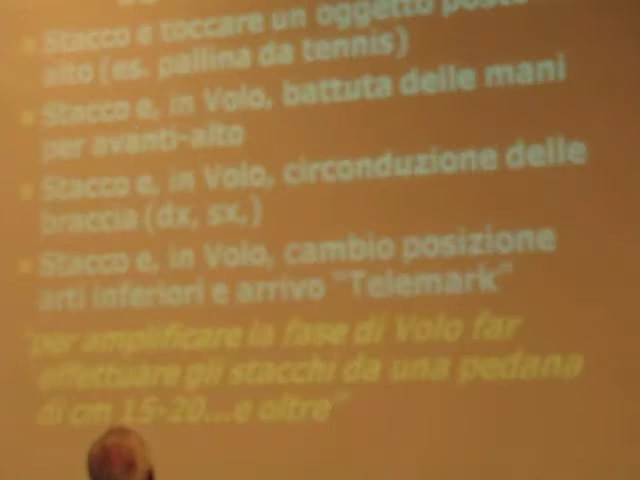 Stacco e toccare un oggetto posto
alto (es. pallina da tennis)
Stacco e, in Volo, battuta delle mani
per avanti-alto
Stacco e, in Volo, circonduzione delle
braccia (dx, sx,)
Stacco e, in Volo, cambio posizione
arti inferiori e arrivo "Telemark"
"per amplificare la fase di Volo far
effettuare gli stacchi da una pedana
di cm 15-20...e oltre"